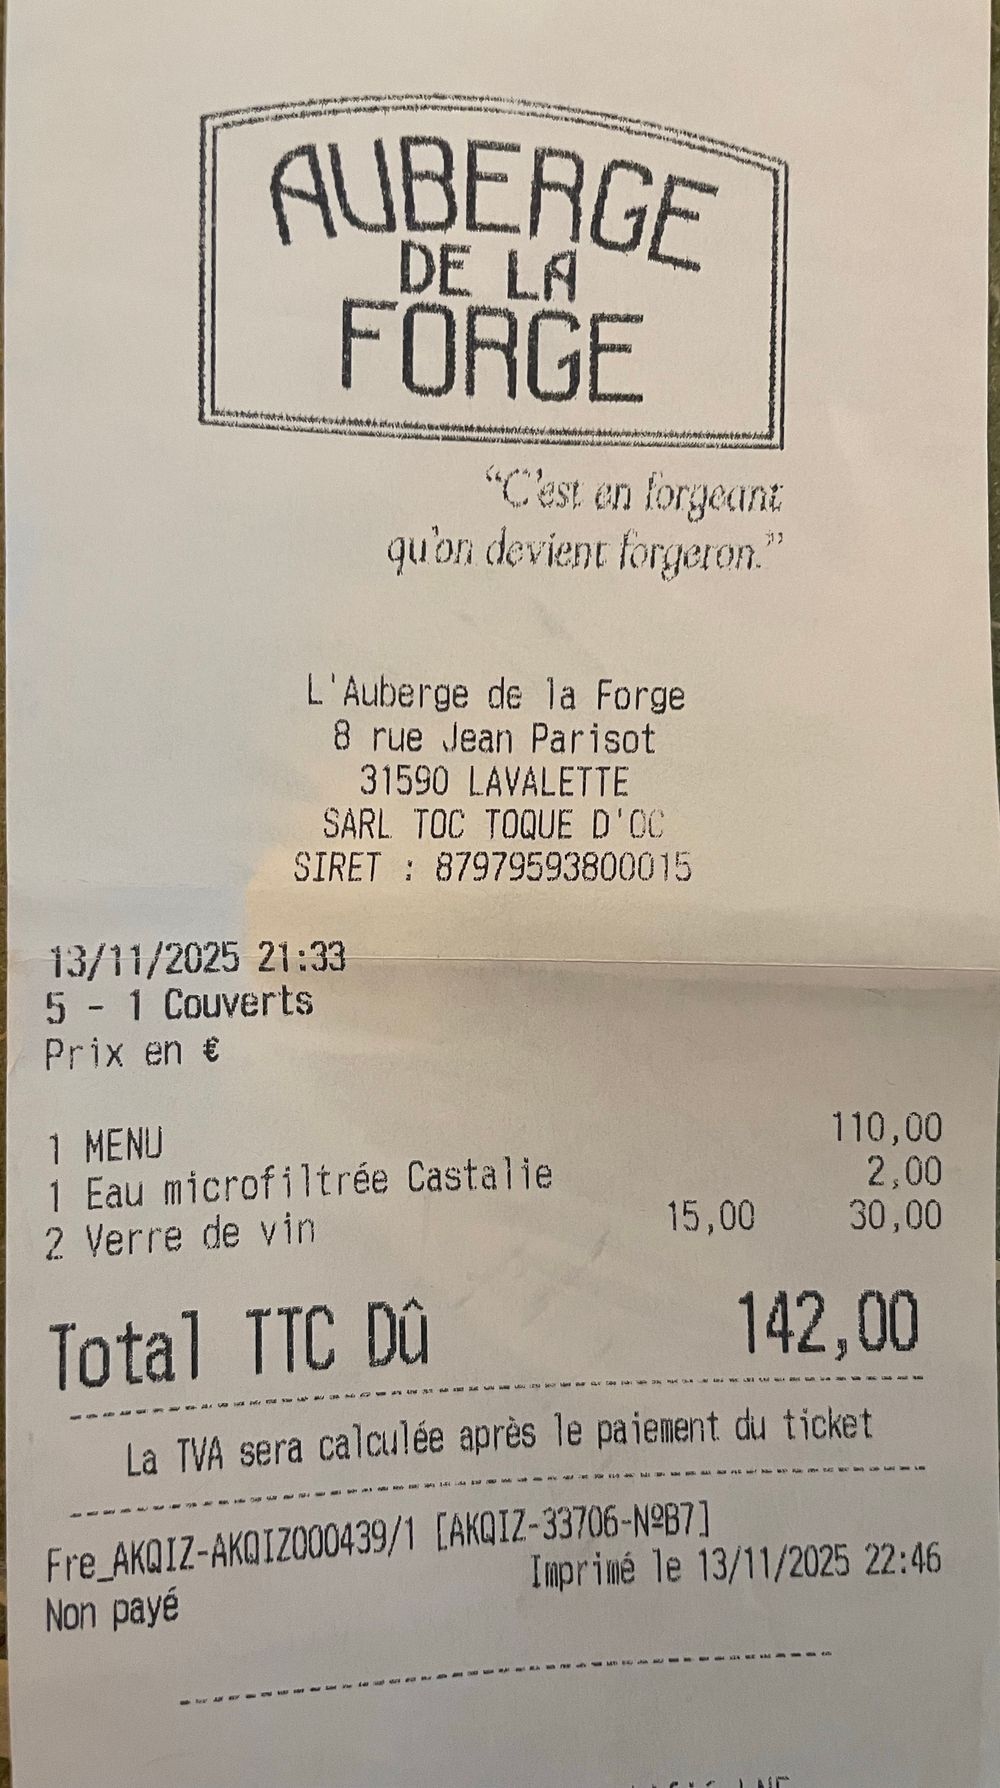 AUBERGE
DE LA
FORGE
“C'est en forgeant
qu'on devient forgeron.”
L'Auberge de la Forge
8 rue Jean Parisot
31590 LAVALETTE
SARL TOC TOQUE D'OC
SIRET : 87979593800015
13/11/2025 21:33
5 - 1 Couverts
Prix en €
1 MENU 110,00
1 Eau microfiltrée Castalie 2,00
2 Verre de vin 15,00 30,00
Total TTC Dû 142,00
La TVA sera calculée après le paiement du ticket
Fre_AKQIZ-AKQIZ000439/1 [AKQIZ-33706-NºB7]
Imprimé le 13/11/2025 22:46
Non payé